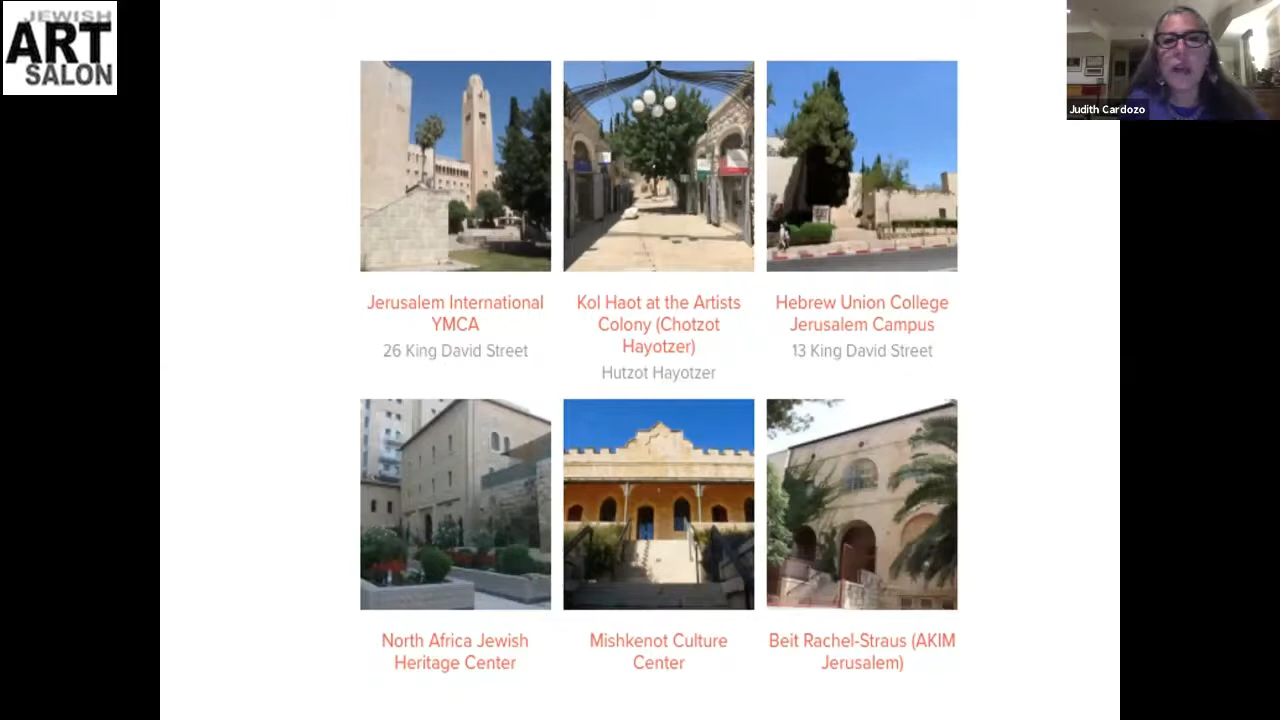 JEWISH
ART
SALON
Judith Cardozo
Jerusalem International
YMCA
26 King David Street
Kol Haot at the Artists
Colony (Chotzot
Hayotzer)
Hutzot Hayotzer
Hebrew Union College
Jerusalem Campus
13 King David Street
North Africa Jewish
Heritage Center
Mishkenot Culture
Center
Beit Rachel-Straus (AKIM
Jerusalem)